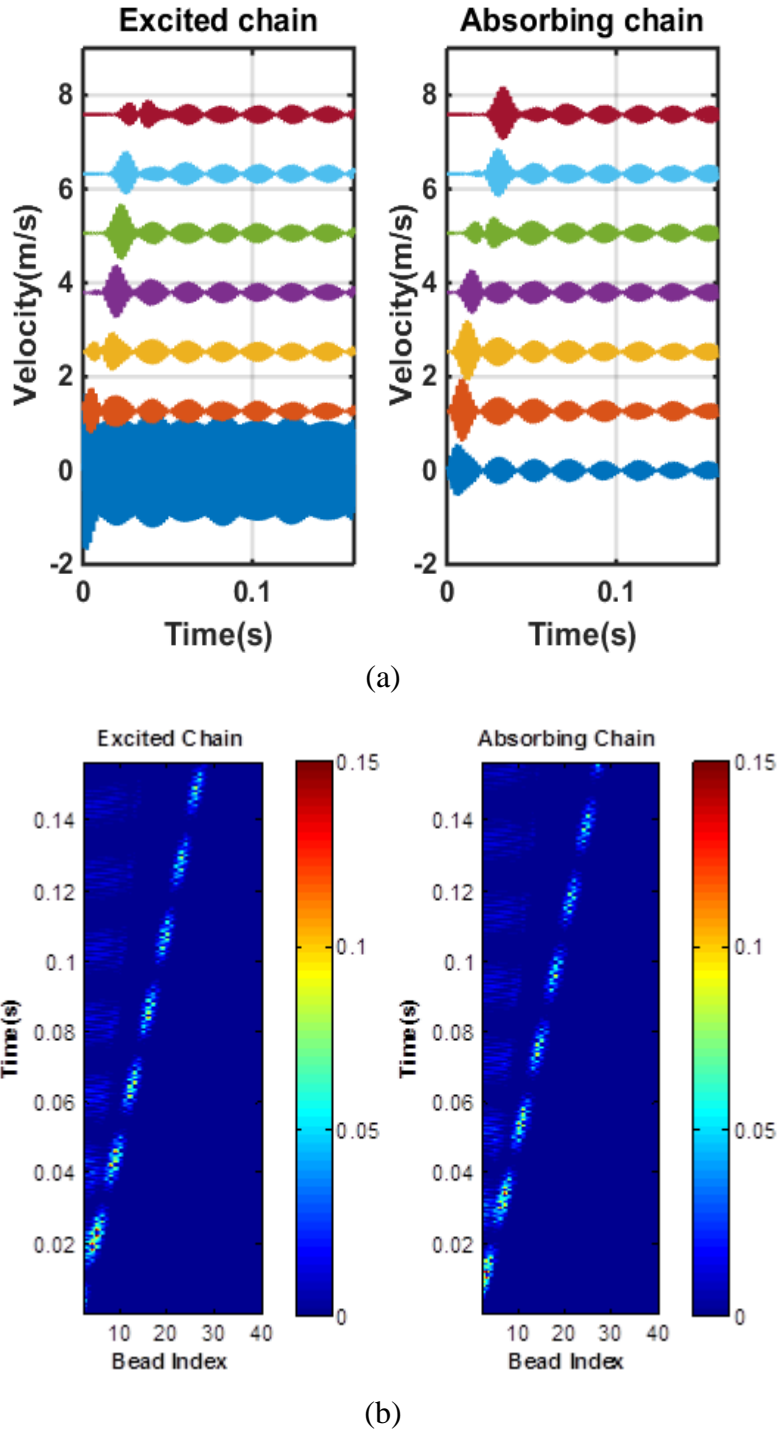 Excited chain
Absorbing chain
Velocity(m/s)
8
6
4
2
0
-2
0
0.1
Time(s)
Velocity(m/s)
8
6
4
2
0
-2
0
0.1
Time(s)
(a)
Excited Chain
Absorbing Chain
Time(s)
0.14
0.12
0.1
0.08
0.06
0.04
0.02
10 20 30 40
Bead Index
0.15
0.1
0.05
0
Time(s)
0.14
0.12
0.1
0.08
0.06
0.04
0.02
10 20 30 40
Bead Index
0.15
0.1
0.05
0
(b)